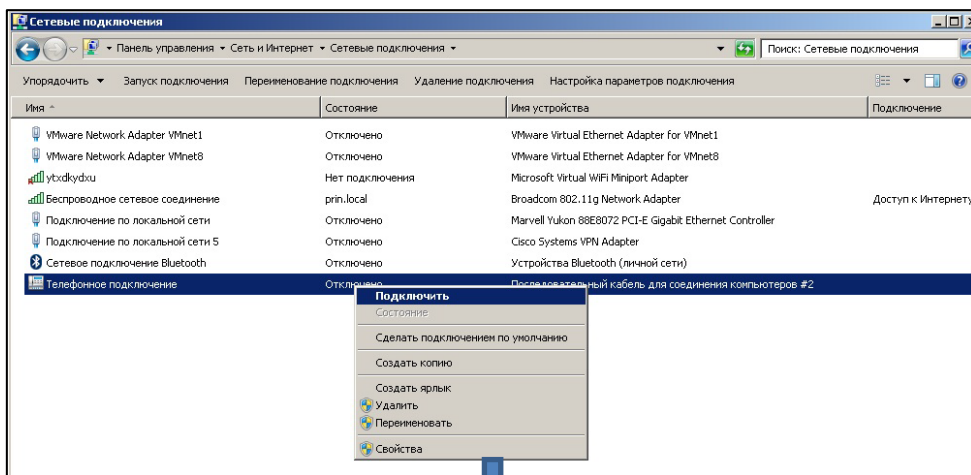 Сетевые подключения
Панель управления Сеть и Интернет Сетевые подключения Поиск: Сетевые подключения
Упорядочить Запуск подключения Переименование подключения Удаление подключения Настройка параметров подключения
Имя Состояние Имя устройства Подключение
VMware Network Adapter VMnet1 Отключено VMware Virtual Ethernet Adapter for VMnet1
VMware Network Adapter VMnet8 Отключено VMware Virtual Ethernet Adapter for VMnet8
ytxdkydxu Нет подключения Microsoft Virtual WiFi Miniport Adapter
Беспроводное сетевое соединение prin.local Broadcom 802.11g Network Adapter Доступ к Интернету
Подключение по локальной сети Отключено Marvell Yukon 88E8072 PCI-E Gigabit Ethernet Controller
Подключение по локальной сети 5 Отключено Cisco Systems VPN Adapter
Сетевое подключение Bluetooth Отключено Устройства Bluetooth (личной сети)
Телефонное подключение Отключено Последовательный кабель для соединения компьютеров #2
Подключить
Состояние
Сделать подключением по умолчанию
Создать копию
Создать ярлык
Удалить
Переименовать
Свойства